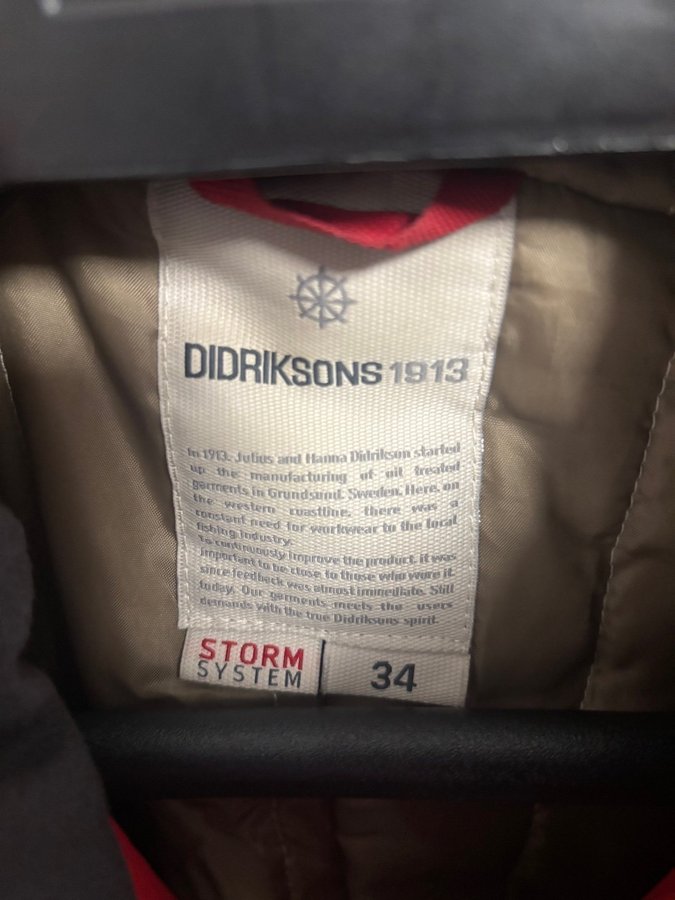 DIDRIKSONS 1913
In 1913. Julius and Hanna Didrikson started
up the manufacturing of oil treated
garments in Grundsund. Sweden. Here, on
the western coastline, there was a
constant need for workwear to the local
fishing industry.
To continuously improve the product, it was
important to be close to those who wore it.
since feedback was almost immediate. Still
today. Our garments meets the users
demands with the true Didriksons spirit.
STORM
SYSTEM
34